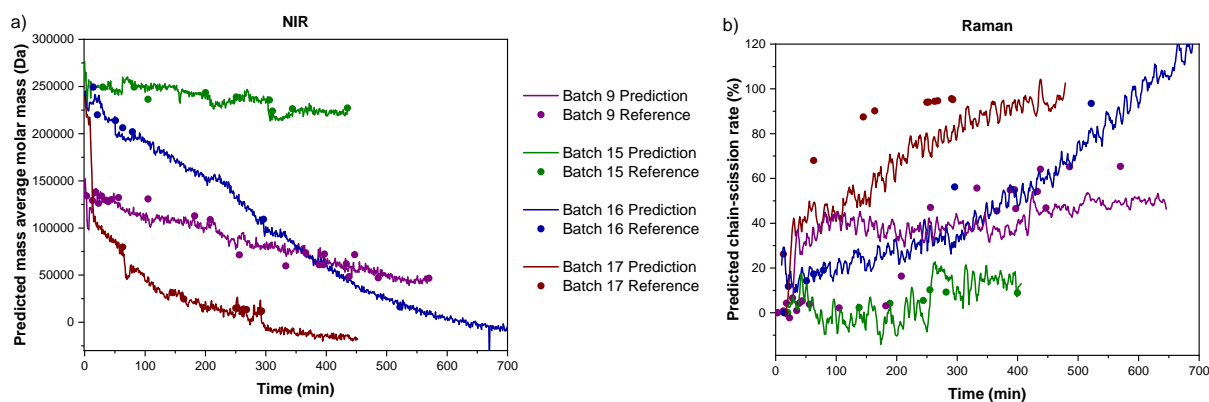 a)
NIR
Predicted mass average molar mass (Da)
300000
250000
200000
150000
100000
50000
0
0 100 200 300 400 500 600 700
Time (min)
Batch 9 Prediction
Batch 9 Reference
Batch 15 Prediction
Batch 15 Reference
Batch 16 Prediction
Batch 16 Reference
Batch 17 Prediction
Batch 17 Reference
b)
Raman
Predicted chain-scission rate (%)
120
100
80
60
40
20
0
-20
0 100 200 300 400 500 600 700
Time (min)